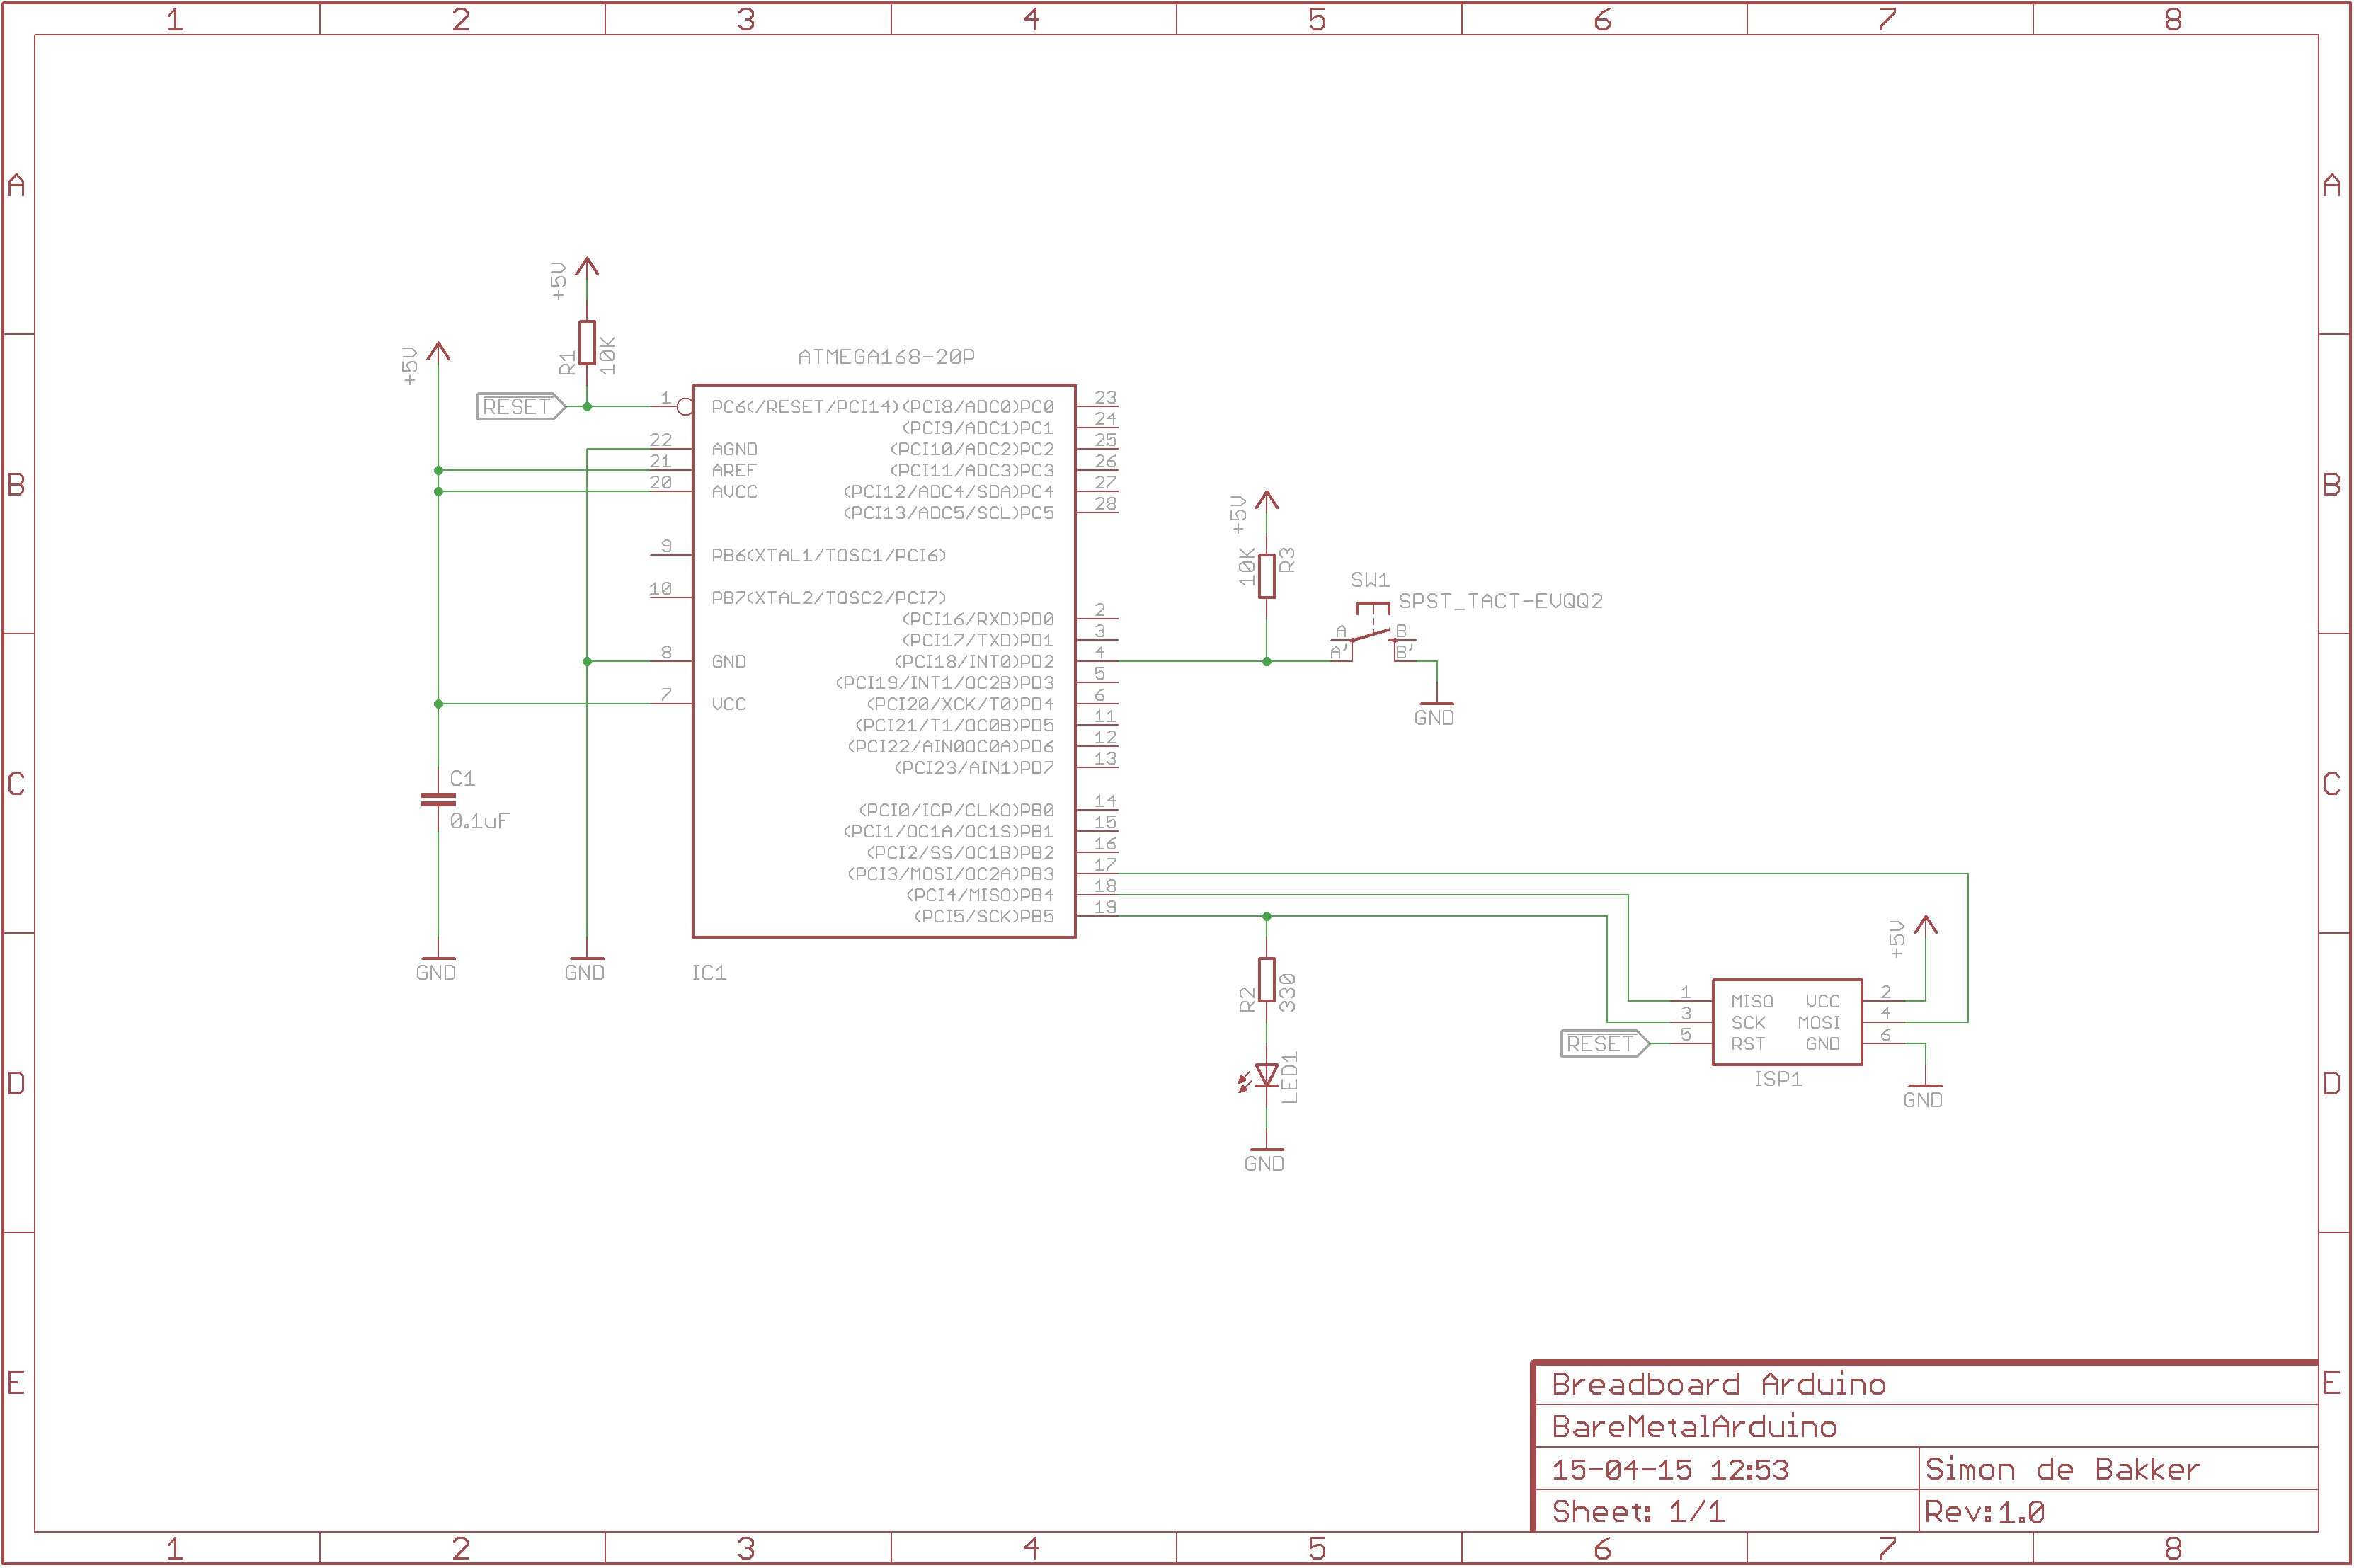 1 2 3 4 5 6 7 8
A A
+5V
R1
10K
+5V
ATMEGA168-20P
RESET
1 PC6(/RESET/PCI14) (PCI8/ADC0)PC0 23
(PCI9/ADC1)PC1 24
22 AGND (PCI10/ADC2)PC2 25
21 AREF (PCI11/ADC3)PC3 26
20 AVCC (PCI12/ADC4/SDA)PC4 27
(PCI13/ADC5/SCL)PC5 28
B B
9 PB6(XTAL1/TOSC1/PCI6)
10 PB7(XTAL2/TOSC2/PCI7)
(PCI16/RXD)PD0 2
(PCI17/TXD)PD1 3
8 GND (PCI18/INT0)PD2 4
(PCI19/INT1/OC2B)PD3 5
7 VCC (PCI20/XCK/T0)PD4 6
(PCI21/T1/OC0B)PD5 11
(PCI22/AIN0OC0A)PD6 12
(PCI23/AIN1)PD7 13
(PCI0/ICP/CLKO)PB0 14
(PCI1/OC1A/OC1S)PB1 15
(PCI2/SS/OC1B)PB2 16
(PCI3/MOSI/OC2A)PB3 17
(PCI4/MISO)PB4 18
(PCI5/SCK)PB5 19
IC1
+5V
10K
R3
SW1
SPST_TACT-EVQQ2
A B
A' B'
GND
C C
C1
0.1uF
GND
GND
R2
330
LED1
GND
+5V
1 MISO VCC 2
3 SCK MOSI 4
RESET
5 RST GND 6
ISP1
GND
D D
E E
Breadboard Arduino
BareMetalArduino
15-04-15 12:53 Simon de Bakker
Sheet: 1/1 Rev:1.0
1 2 3 4 5 6 7 8